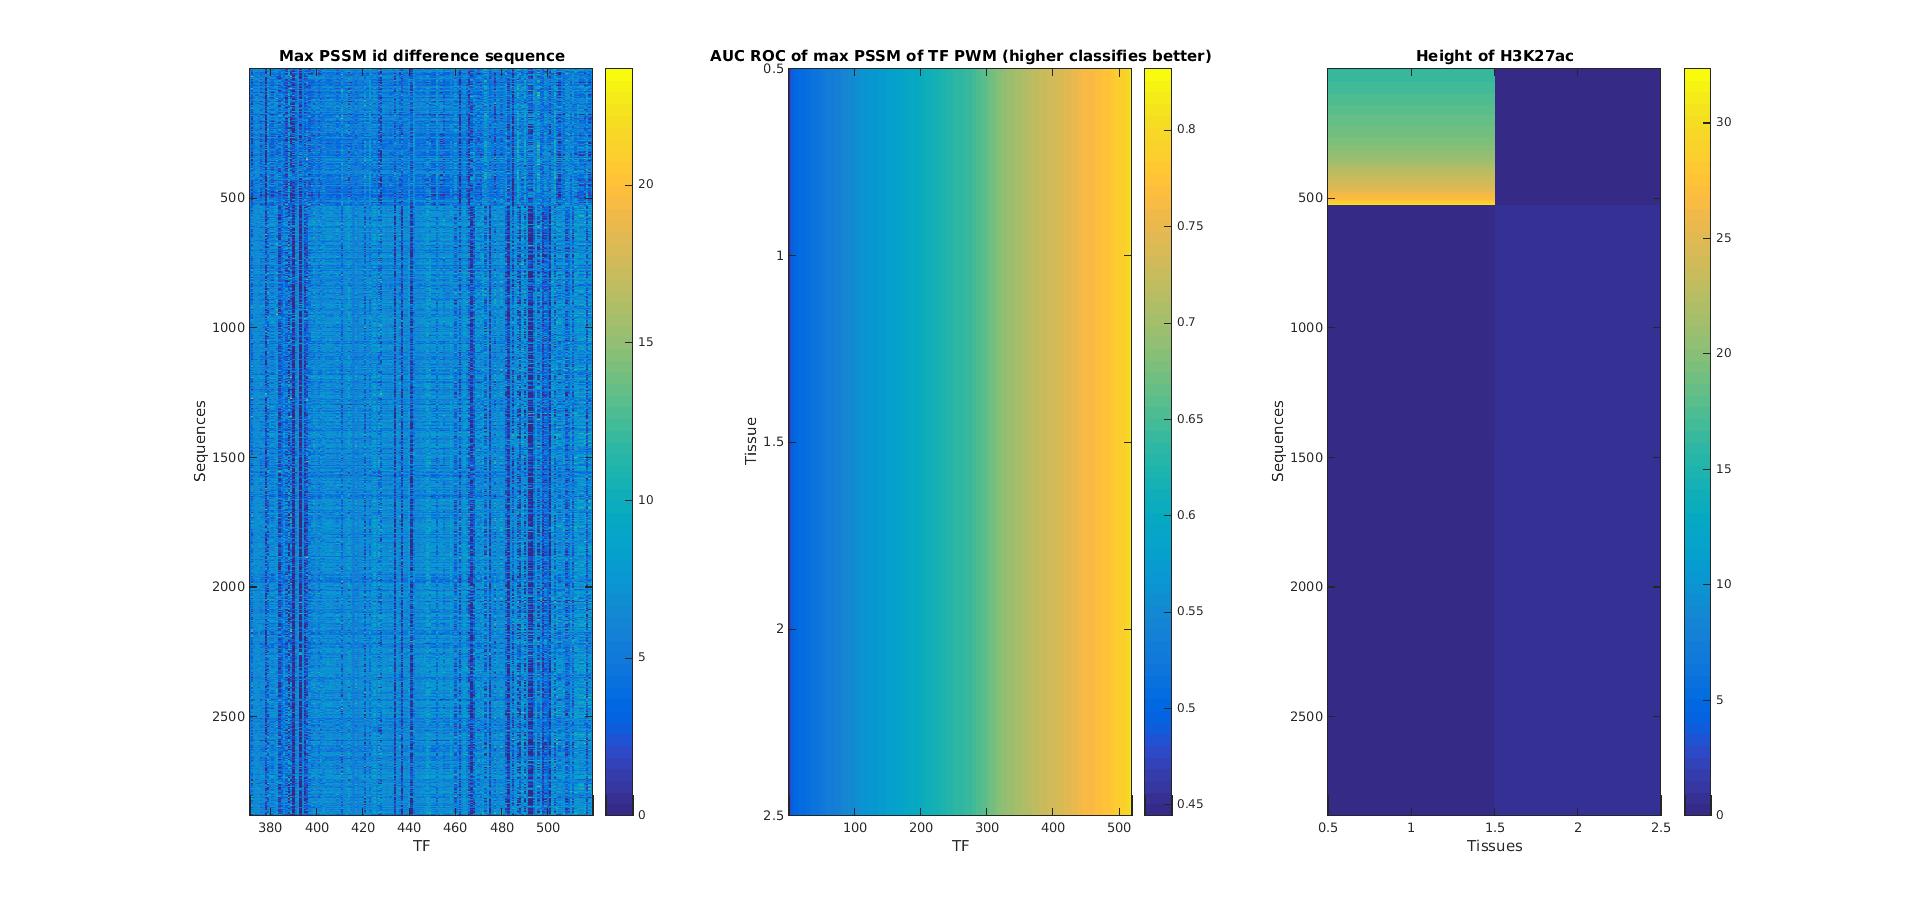 Max PSSM id difference sequence
Sequences
500
1000
1500
2000
2500
380 400 420 440 460 480 500
TF
20
15
10
5
0
AUC ROC of max PSSM of TF PWM (higher classifies better)
Tissue
0.5
1
1.5
2
2.5
100 200 300 400 500
TF
0.8
0.75
0.7
0.65
0.6
0.55
0.5
0.45
Height of H3K27ac
Sequences
500
1000
1500
2000
2500
0.5 1 1.5 2 2.5
Tissues
30
25
20
15
10
5
0